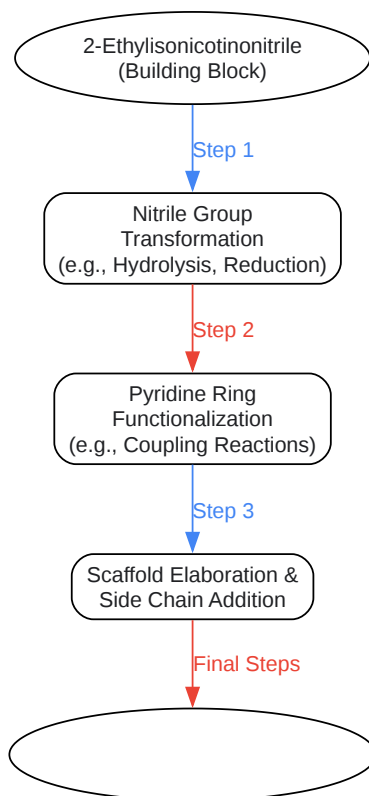 2-Ethylisonicotinonitrile
(Building Block)
Step 1
Nitrile Group
Transformation
(e.g., Hydrolysis, Reduction)
Step 2
Pyridine Ring
Functionalization
(e.g., Coupling Reactions)
Step 3
Scaffold Elaboration &
Side Chain Addition
Final Steps